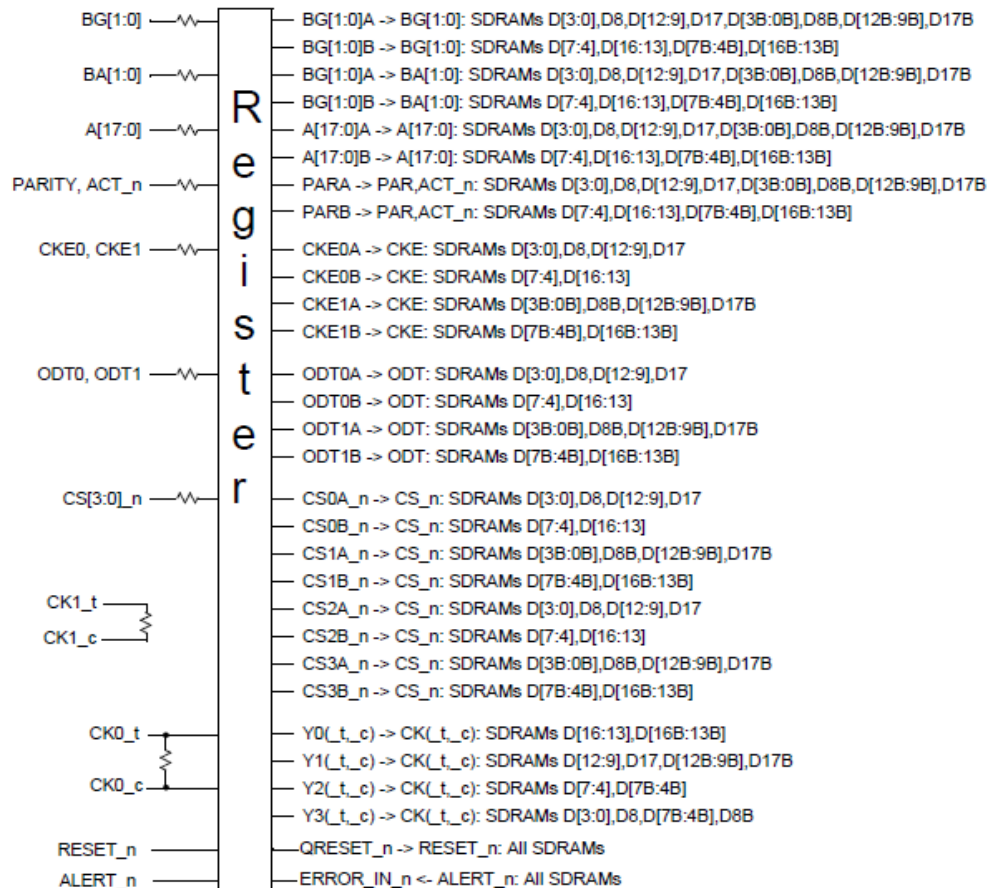 BG[1:0]
BG[1:0]A -> BG[1:0]: SDRAMs D[3:0],D8,D[12:9],D17,D[3B:0B],D8B,D[12B:9B],D17B
BG[1:0]B -> BG[1:0]: SDRAMs D[7:4],D[16:13],D[7B:4B],D[16B:13B]
BA[1:0]
BG[1:0]A -> BA[1:0]: SDRAMs D[3:0],D8,D[12:9],D17,D[3B:0B],D8B,D[12B:9B],D17B
BG[1:0]B -> BA[1:0]: SDRAMs D[7:4],D[16:13],D[7B:4B],D[16B:13B]
A[17:0]
A[17:0]A -> A[17:0]: SDRAMs D[3:0],D8,D[12:9],D17,D[3B:0B],D8B,D[12B:9B],D17B
A[17:0]B -> A[17:0]: SDRAMs D[7:4],D[16:13],D[7B:4B],D[16B:13B]
PARITY, ACT_n
PARA -> PAR,ACT_n: SDRAMs D[3:0],D8,D[12:9],D17,D[3B:0B],D8B,D[12B:9B],D17B
PARB -> PAR,ACT_n: SDRAMs D[7:4],D[16:13],D[7B:4B],D[16B:13B]
CKE0, CKE1
CKE0A -> CKE: SDRAMs D[3:0],D8,D[12:9],D17
CKE0B -> CKE: SDRAMs D[7:4],D[16:13]
CKE1A -> CKE: SDRAMs D[3B:0B],D8B,D[12B:9B],D17B
CKE1B -> CKE: SDRAMs D[7B:4B],D[16B:13B]
ODT0, ODT1
ODT0A -> ODT: SDRAMs D[3:0],D8,D[12:9],D17
ODT0B -> ODT: SDRAMs D[7:4],D[16:13]
ODT1A -> ODT: SDRAMs D[3B:0B],D8B,D[12B:9B],D17B
ODT1B -> ODT: SDRAMs D[7B:4B],D[16B:13B]
Register
CS[3:0]_n
CS0A_n -> CS_n: SDRAMs D[3:0],D8,D[12:9],D17
CS0B_n -> CS_n: SDRAMs D[7:4],D[16:13]
CS1A_n -> CS_n: SDRAMs D[3B:0B],D8B,D[12B:9B],D17B
CS1B_n -> CS_n: SDRAMs D[7B:4B],D[16B:13B]
CS2A_n -> CS_n: SDRAMs D[3:0],D8,D[12:9],D17
CS2B_n -> CS_n: SDRAMs D[7:4],D[16:13]
CS3A_n -> CS_n: SDRAMs D[3B:0B],D8B,D[12B:9B],D17B
CS3B_n -> CS_n: SDRAMs D[7B:4B],D[16B:13B]
CK1_t
CK1_c
CK0_t
CK0_c
Y0(_t,_c) -> CK(_t,_c): SDRAMs D[16:13],D[16B:13B]
Y1(_t,_c) -> CK(_t,_c): SDRAMs D[12:9],D17,D[12B:9B],D17B
Y2(_t,_c) -> CK(_t,_c): SDRAMs D[7:4],D[7B:4B]
Y3(_t,_c) -> CK(_t,_c): SDRAMs D[3:0],D8,D[7B:4B],D8B
RESET_n
QRESET_n -> RESET_n: All SDRAMs
ALERT_n
ERROR_IN_n <- ALERT_n: All SDRAMs